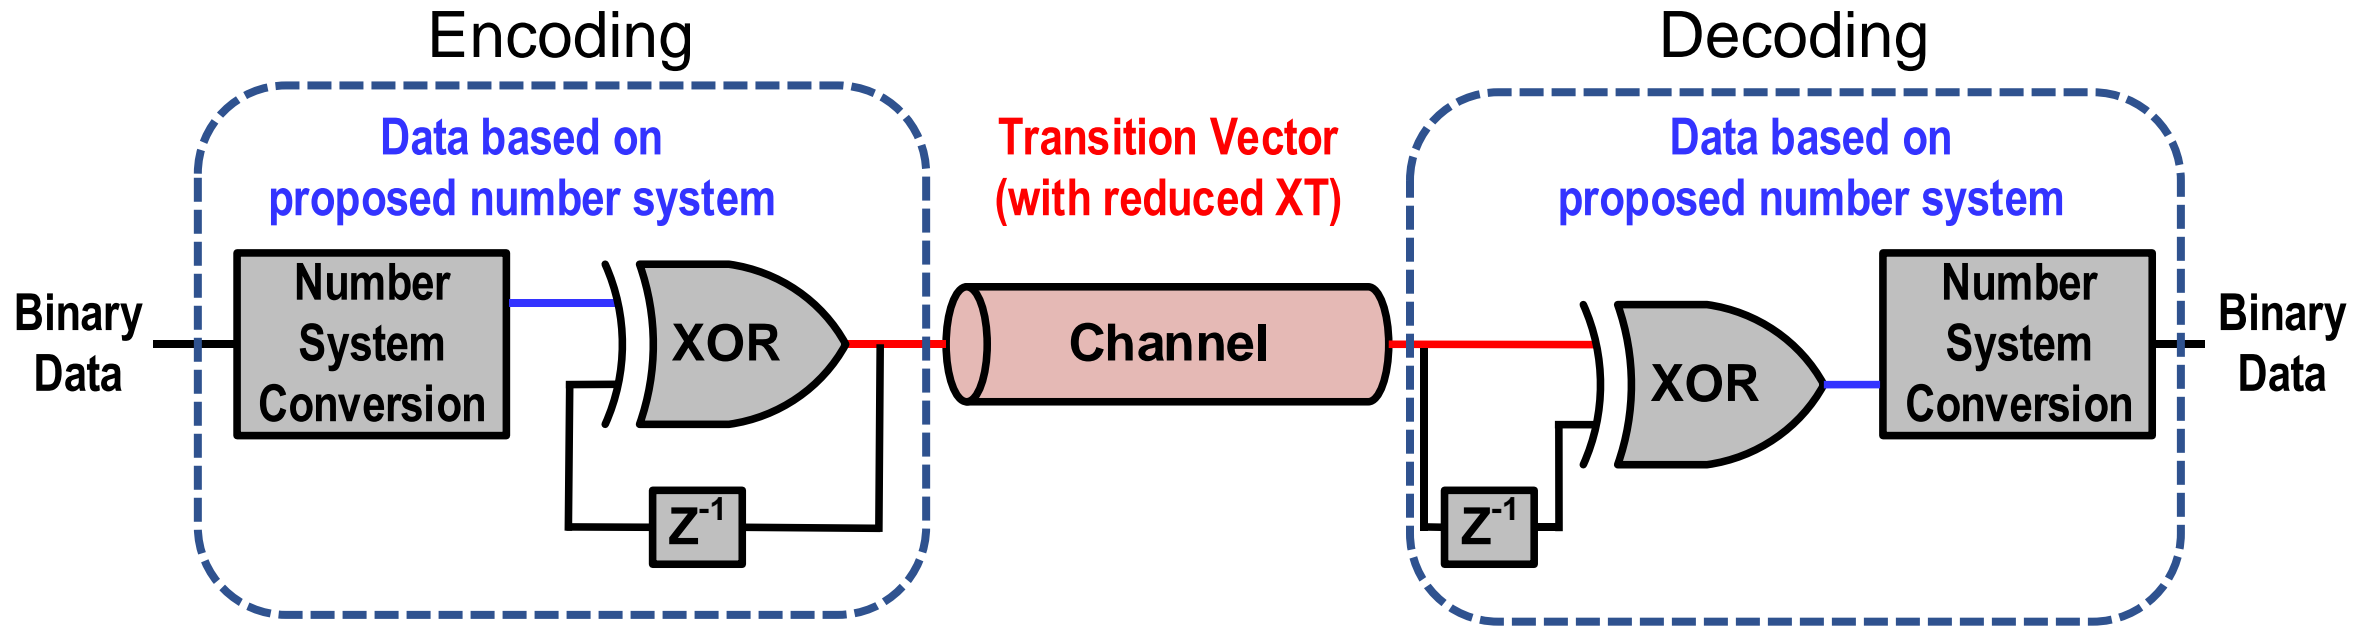 Encoding
Decoding
Data based on
proposed number system
Transition Vector
(with reduced XT)
Data based on
proposed number system
Binary
Data
Number
System
Conversion
XOR
Z-1
Channel
XOR
Z-1
Number
System
Conversion
Binary
Data